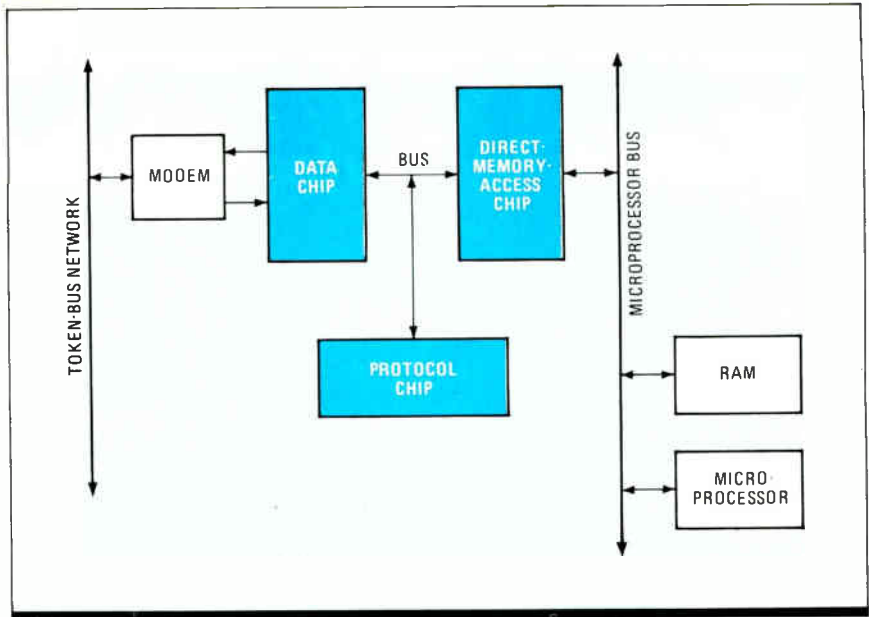 TOKEN-BUS NETWORK
MODEM
DATA
CHIP
BUS
DIRECT-
MEMORY-
ACCESS
CHIP
MICROPROCESSOR BUS
PROTOCOL
CHIP
RAM
MICRO-
PROCESSOR